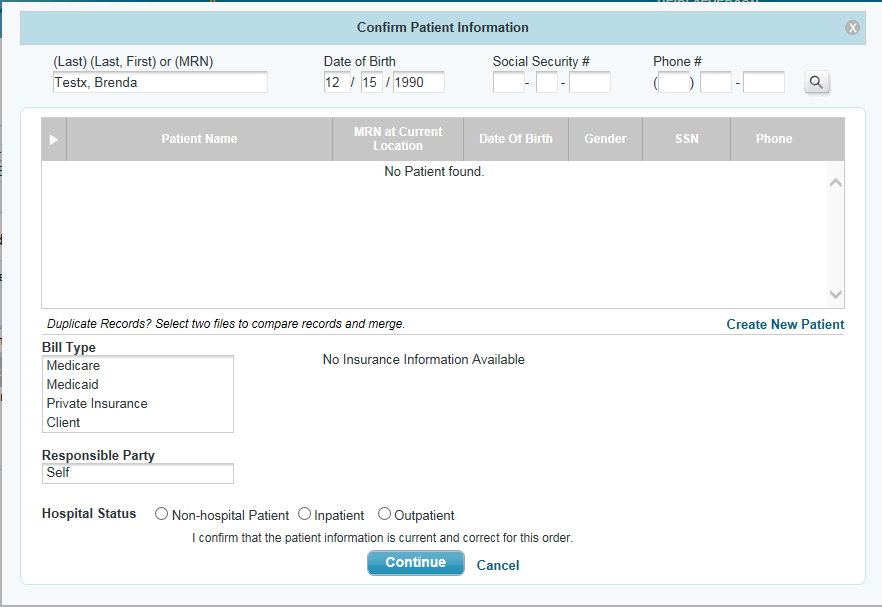 Confirm Patient Information
X
(Last) (Last, First) or (MRN) Date of Birth Social Security # Phone #
Testx, Brenda 12 / 15 / 1990 - - ( ) -
Patient Name MRN at Current Location Date Of Birth Gender SSN Phone
No Patient found.
Duplicate Records? Select two files to compare records and merge. Create New Patient
Bill Type
No Insurance Information Available
Medicare
Medicaid
Private Insurance
Client
Responsible Party
Self
Hospital Status Non-hospital Patient Inpatient Outpatient
I confirm that the patient information is current and correct for this order.
Continue Cancel